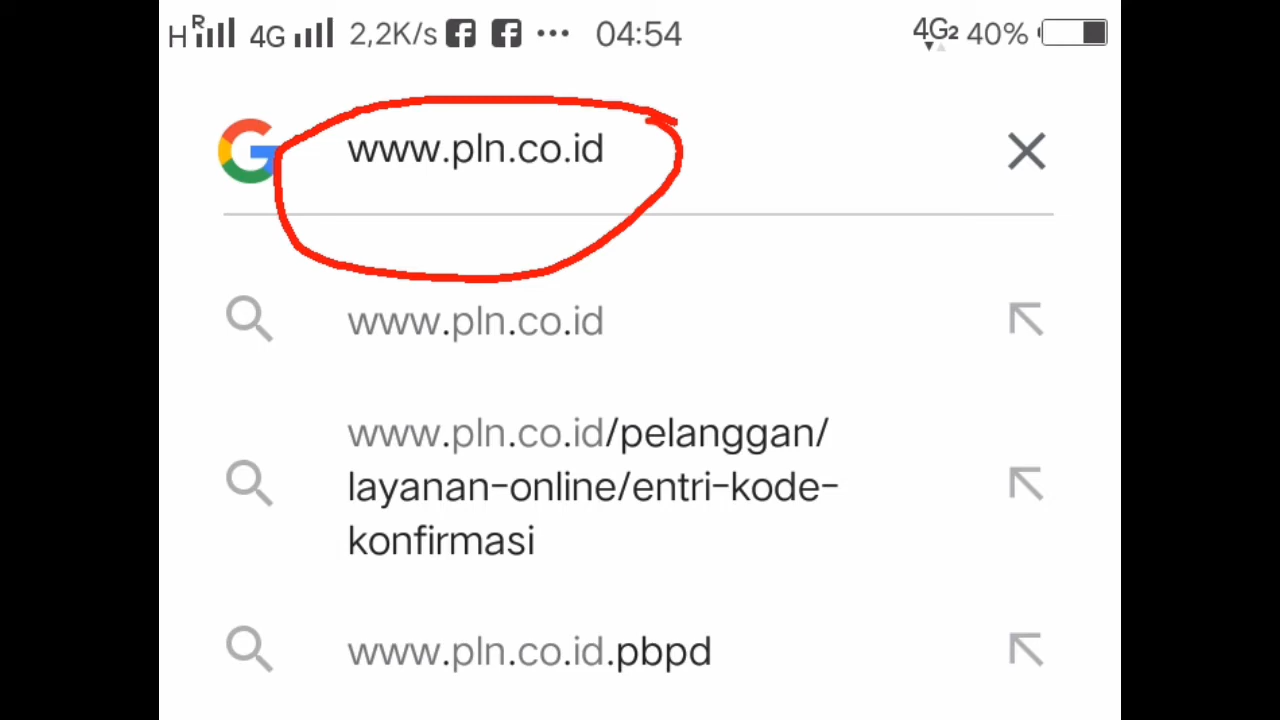 H R 4G 2,2K/s ••• 04:54 4G2 40%
www.pln.co.id
www.pln.co.id
www.pln.co.id/pelanggan/
layanan-online/entri-kode-
konfirmasi
www.pln.co.id.pbpd